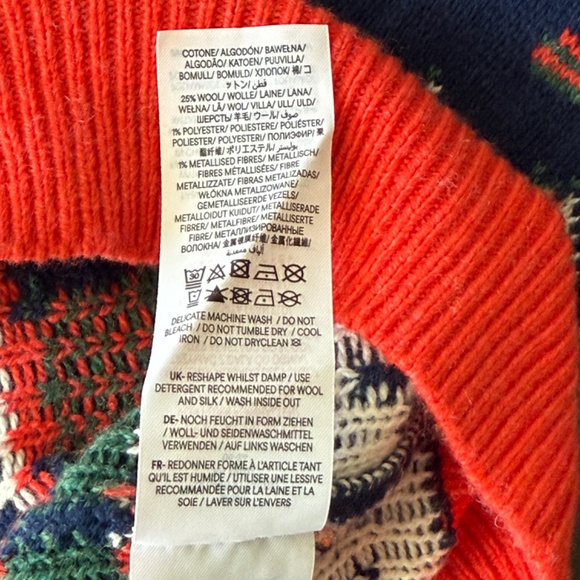 COTONE/ ALGODÓN/ BAWEŁNA/
ALGODÃO/ KATOEN/ PUUVILLA/
BOMULL/ BOMULD/ ХЛОПОК/ 棉/ コ
ットン/ قطن/
25% WOOL/ WOLLE/ LAINE/ LANA/
WEŁNA/ LÃ/ WOL/ VILLA/ ULL/ ULD/
ШЕРСТЬ/ 羊毛/ ウール/ صوف/
1% POLYESTER/ POLIESTERE/ POLIÉSTER/
POLIESTER/ POLYESTERI/ ПОЛИЭФИР/ 聚
酯纤维/ ポリエステル/ بوليستر/
1% METALLISED FIBRES/ METALLISCH/
FIBRES MÉTALLISÉES/ FIBRE
METALLIZZATE/ FIBRAS METALIZADAS/
WŁÓKNA METALIZOWANE/
GEMETALLISEERDE VEZELS/
METALLOIDUT KUIDUT/ METALLISERADE
FIBRER/ METALFIBRE/ METALLISERTE
FIBRE/ МЕТАЛЛИЗИРОВАННЫЕ
ВОЛОКНА/ 金属镀膜纤维/ 金属化繊維/
ألياف معدنية/
30
DELICATE MACHINE WASH / DO NOT
BLEACH / DO NOT TUMBLE DRY / COOL
IRON / DO NOT DRYCLEAN
UK- RESHAPE WHILST DAMP / USE
DETERGENT RECOMMENDED FOR WOOL
AND SILK / WASH INSIDE OUT
DE- NOCH FEUCHT IN FORM ZIEHEN
/ WOLL- UND SEIDENWASCHMITTEL
VERWENDEN / AUF LINKS WASCHEN
FR- REDONNER FORME À L'ARTICLE TANT
QU'IL EST HUMIDE / UTILISER UNE LESSIVE
RECOMMANDÉE POUR LA LAINE ET LA
SOIE / LAVER SUR L'ENVERS